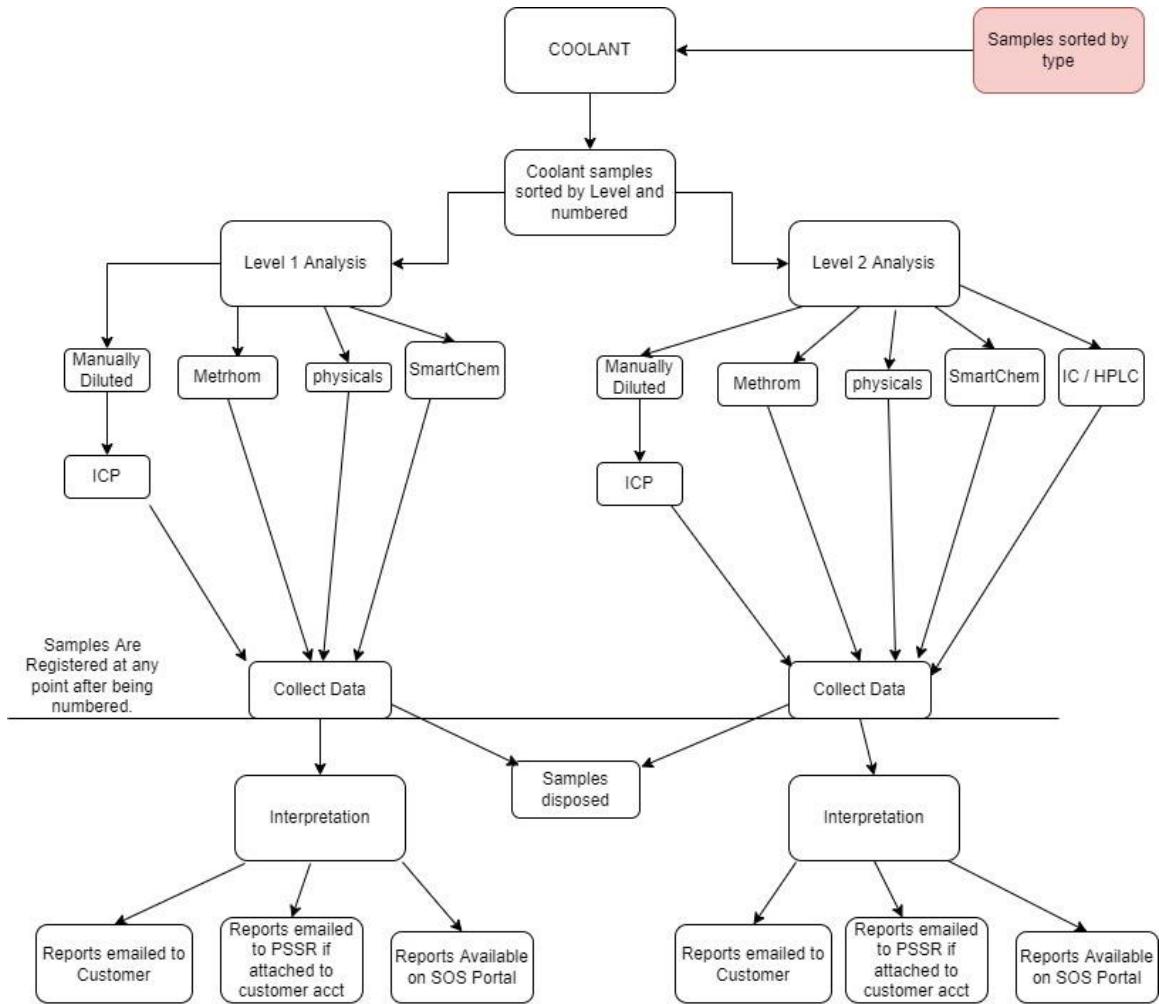 COOLANT
Samples sorted by
type
Coolant samples
sorted by Level and
numbered
Level 1 Analysis
Level 2 Analysis
Manually
Diluted
Metrhom
physicals
SmartChem
Manually
Diluted
Methrom
physicals
SmartChem
IC / HPLC
ICP
ICP
Samples Are
Registered at any
point after being
numbered.
Collect Data
Collect Data
Samples
disposed
Interpretation
Interpretation
Reports emailed to
Customer
Reports emailed
to PSSR if
attached to
customer acct
Reports Available
on SOS Portal
Reports emailed to
Customer
Reports emailed
to PSSR if
attached to
customer acct
Reports Available
on SOS Portal